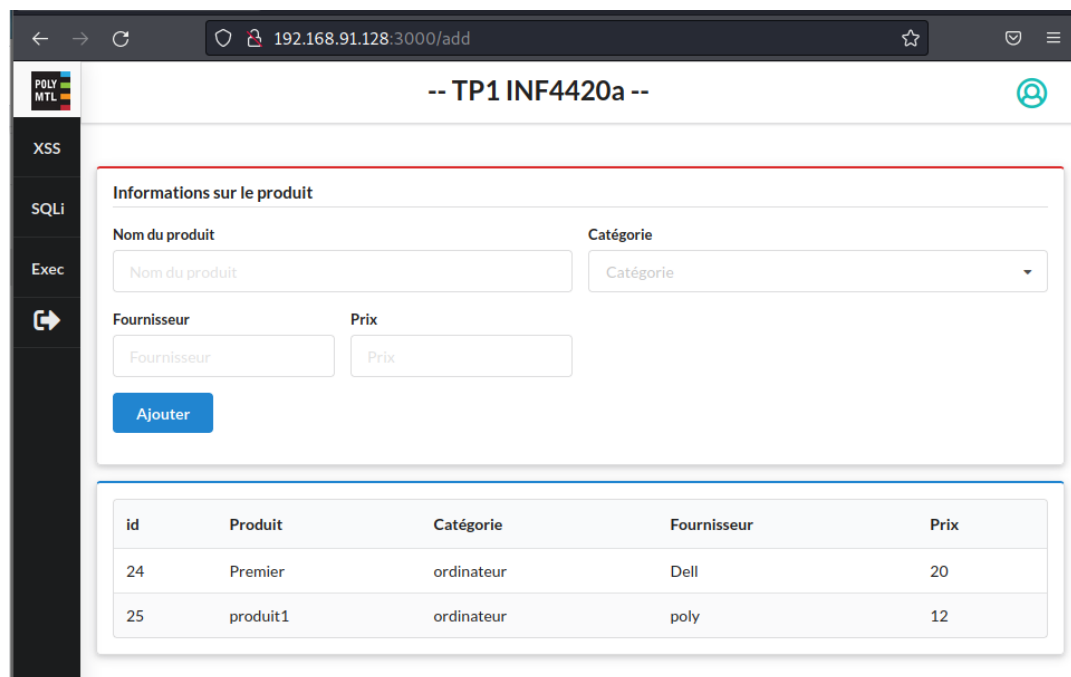 192.168.91.128:3000/add
POLY
MTL
-- TP1 INF4420a --
XSS
SQLi
Exec
Informations sur le produit
Nom du produit Catégorie
Nom du produit Catégorie
Fournisseur Prix
Fournisseur Prix
Ajouter
id Produit Catégorie Fournisseur Prix
24 Premier ordinateur Dell 20
25 produit1 ordinateur poly 12